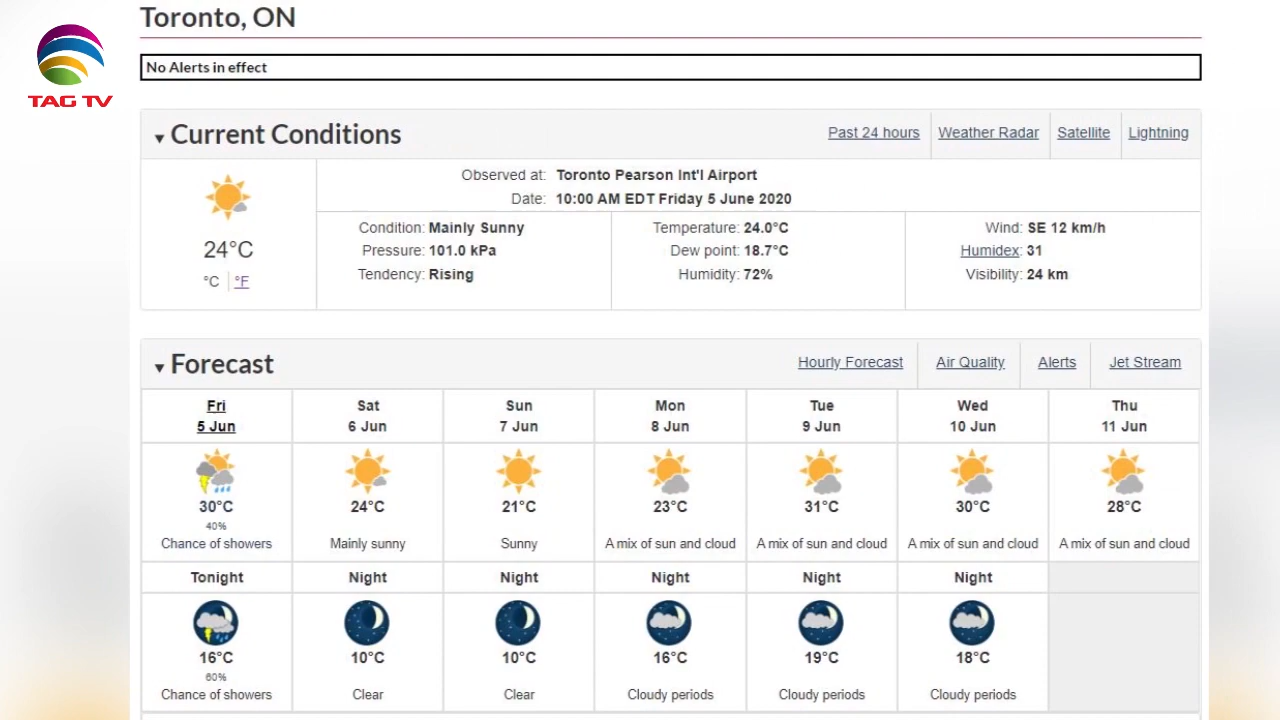 Toronto, ON
TAG TV
No Alerts in effect
▼ Current Conditions
Past 24 hours
Weather Radar
Satellite
Lightning
24°C
°C | °F
Observed at: Toronto Pearson Int'l Airport
Date: 10:00 AM EDT Friday 5 June 2020
Condition: Mainly Sunny
Pressure: 101.0 kPa
Tendency: Rising
Temperature: 24.0°C
Dew point: 18.7°C
Humidity: 72%
Wind: SE 12 km/h
Humidex: 31
Visibility: 24 km
▼ Forecast
Hourly Forecast
Air Quality
Alerts
Jet Stream
Fri Sat Sun Mon Tue Wed Thu
5 Jun 6 Jun 7 Jun 8 Jun 9 Jun 10 Jun 11 Jun
30°C 24°C 21°C 23°C 31°C 30°C 28°C
40%
Chance of showers Mainly sunny Sunny A mix of sun and cloud A mix of sun and cloud A mix of sun and cloud A mix of sun and cloud
Tonight Night Night Night Night Night
16°C 10°C 10°C 16°C 19°C 18°C
60%
Chance of showers Clear Clear Cloudy periods Cloudy periods Cloudy periods